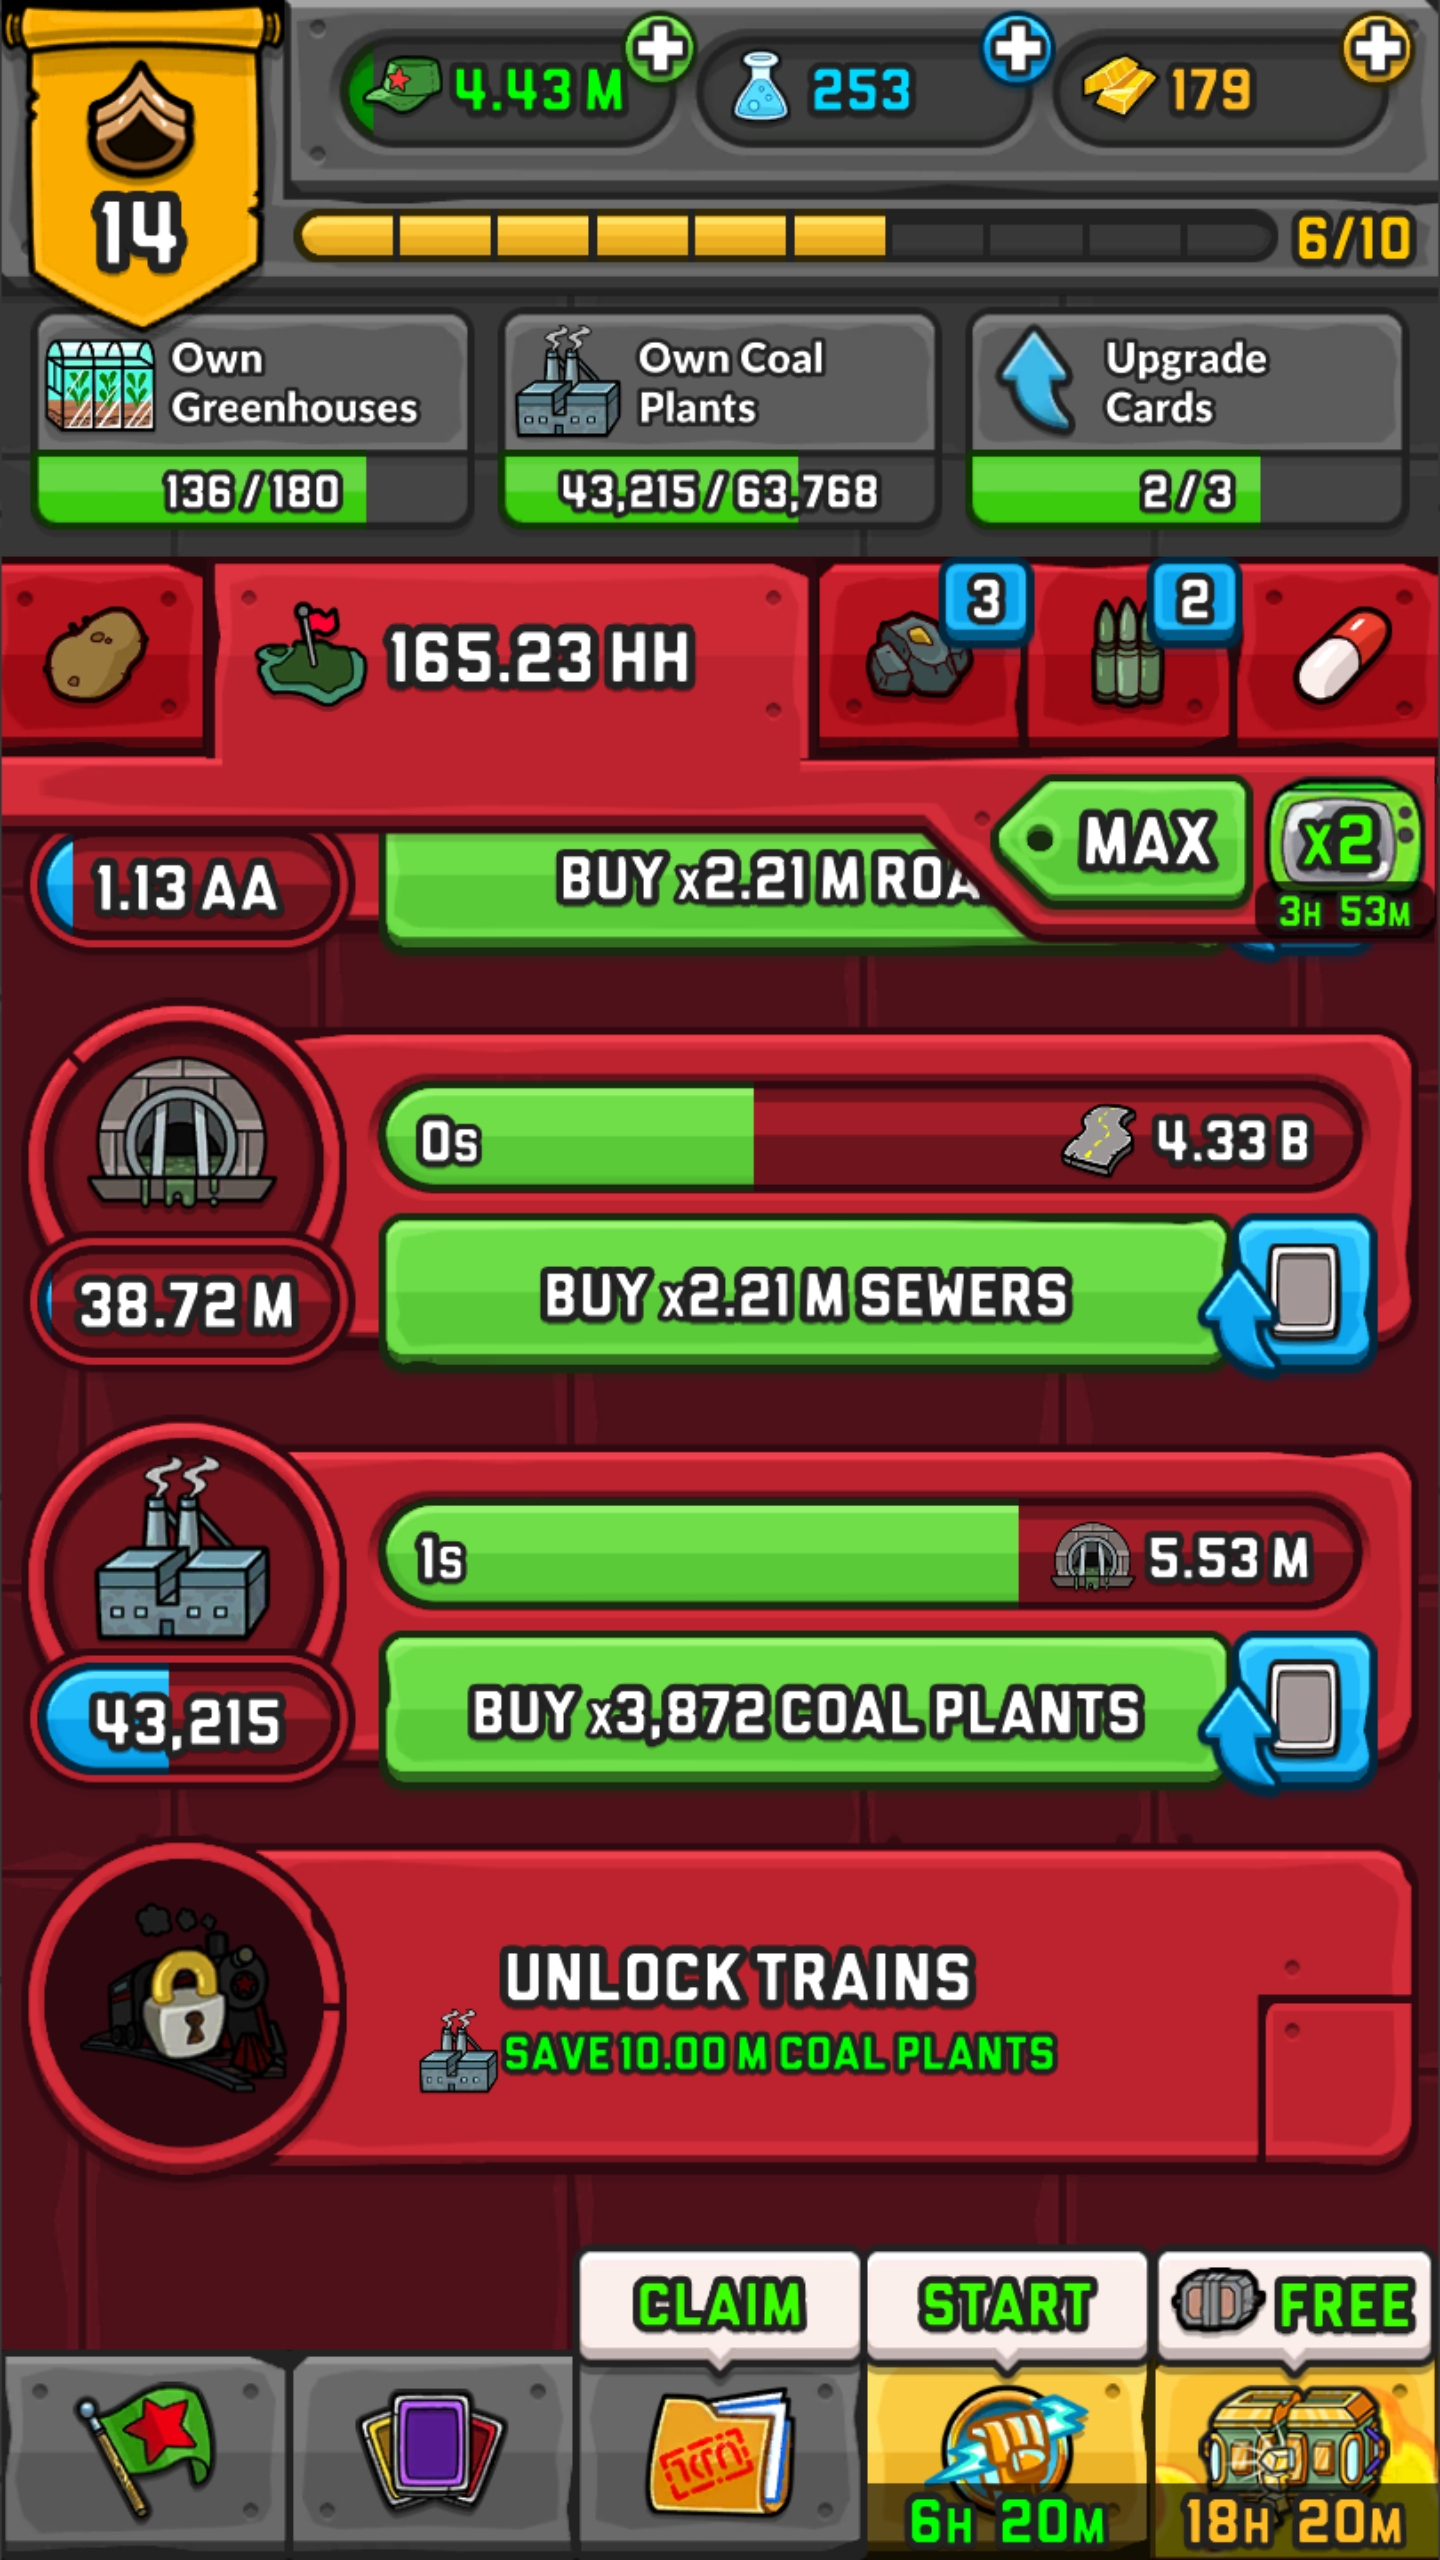 14
4.43 M
253
179
6/10
Own
Greenhouses
136/180
Own Coal
Plants
43,215/63,768
Upgrade
Cards
2/3
165.23 HH
3
2
MAX
x2
3H 53M
1.13 AA
BUY x2.21 M ROA
0s
4.33 B
38.72 M
BUY x2.21 M SEWERS
1s
5.53 M
43,215
BUY x3,872 COAL PLANTS
UNLOCK TRAINS
SAVE 10.00 M COAL PLANTS
CLAIM
START
FREE
6H 20M
18H 20M